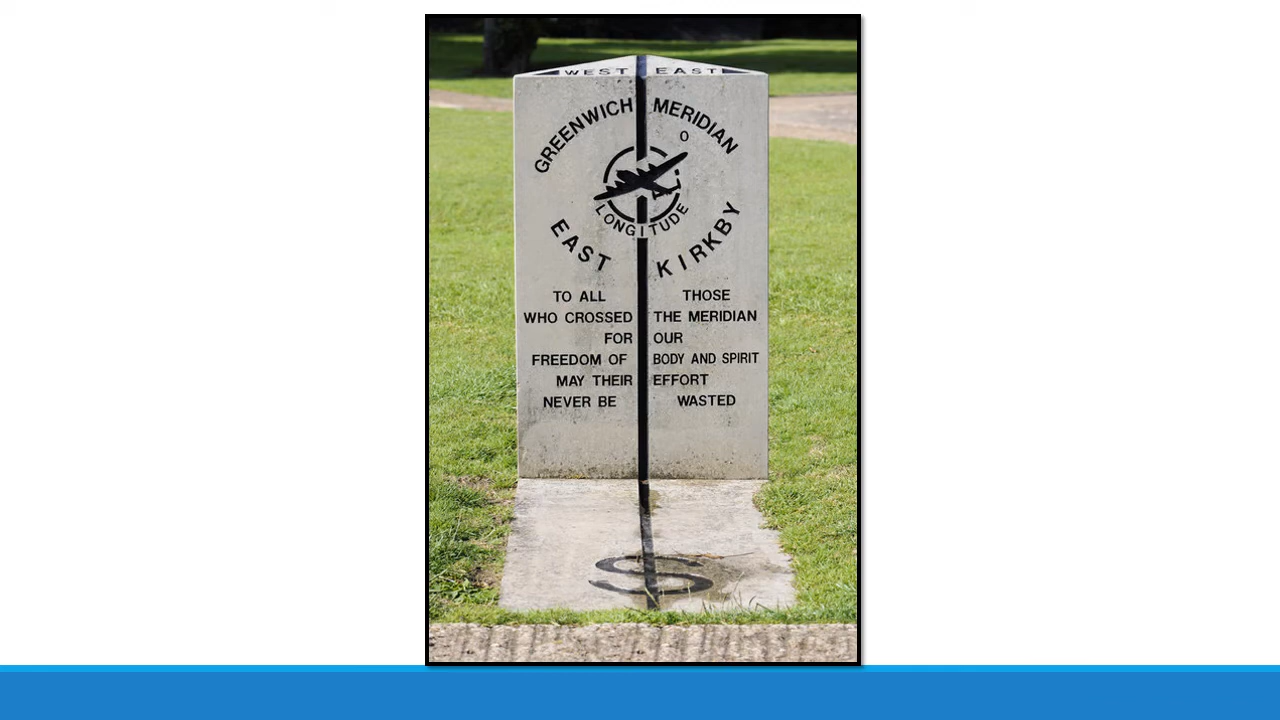 WEST EAST
GREENWICH MERIDIAN
O
LONGITUDE
EAST KIRKBY
TO ALL THOSE
WHO CROSSED THE MERIDIAN
FOR OUR
FREEDOM OF BODY AND SPIRIT
MAY THEIR EFFORT
NEVER BE WASTED
S